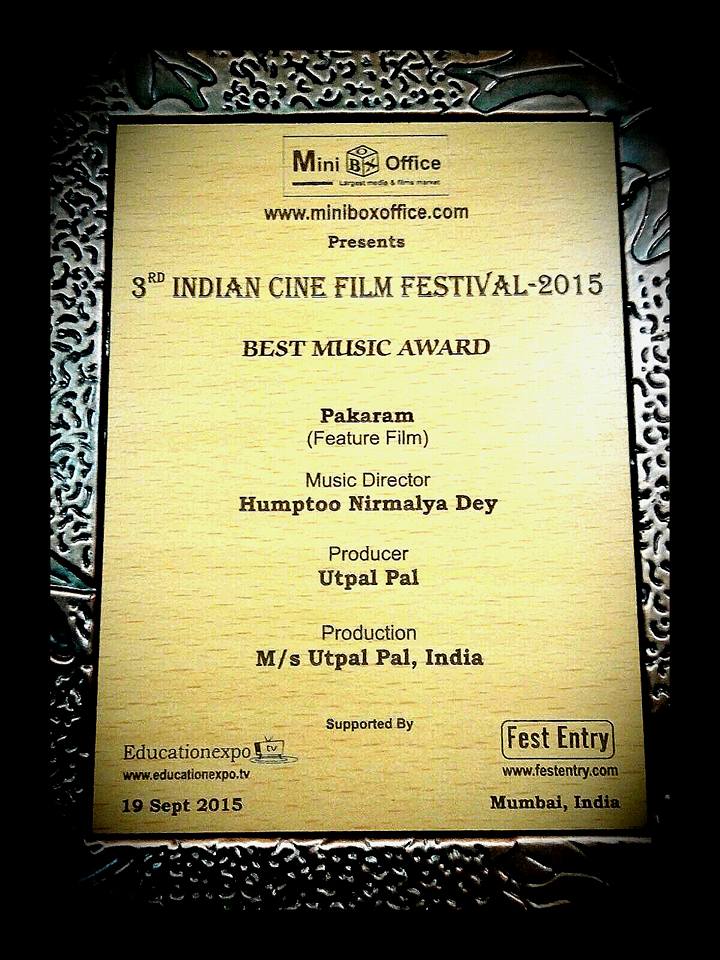 Mini BOX Office
Largest media & films market
www.miniboxoffice.com
Presents
3RD INDIAN CINE FILM FESTIVAL-2015
BEST MUSIC AWARD
Pakaram
(Feature Film)
Music Director
Humptoo Nirmalya Dey
Producer
Utpal Pal
Production
M/s Utpal Pal, India
Supported By
Educationexpo tv
www.educationexpo.tv
Fest Entry
www.festentry.com
19 Sept 2015
Mumbai, India